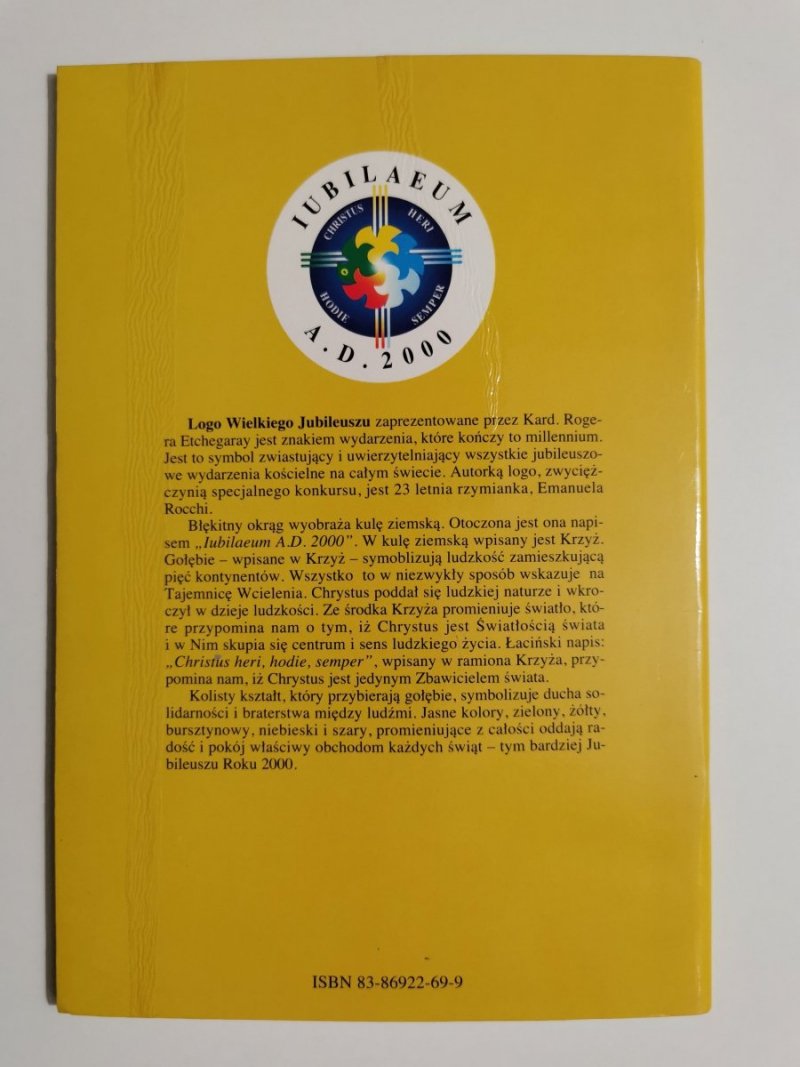 IUBILAEUM
CHRISTUS HERI
HODIE SEMPER
A.D. 2000
Logo Wielkiego Jubileuszu zaprezentowane przez Kard. Roge-
ra Etchegaray jest znakiem wydarzenia, które kończy to millennium.
Jest to symbol zwiastujący i uwierzytelniający wszystkie jubileuszo-
we wydarzenia kościelne na całym świecie. Autorką logo, zwycięż-
czynią specjalnego konkursu, jest 23 letnia rzymianka, Emanuela
Rocchi.
Błękitny okrąg wyobraża kulę ziemską. Otoczona jest ona napi-
sem „Iubilaeum A.D. 2000”. W kulę ziemską wpisany jest Krzyż.
Gołębie – wpisane w Krzyż – symoblizują ludzkość zamieszkującą
pięć kontynentów. Wszystko to w niezwykły sposób wskazuje na
Tajemnicę Wcielenia. Chrystus poddał się ludzkiej naturze i wkro-
czył w dzieje ludzkości. Ze środka Krzyża promieniuje światło, któ-
re przypomina nam o tym, iż Chrystus jest Światłością świata
i w Nim skupia się centrum i sens ludzkiego życia. Łaciński napis:
„Christus heri, hodie, semper”, wpisany w ramiona Krzyża, przy-
pomina nam, iż Chrystus jest jedynym Zbawicielem świata.
Kolisty kształt, który przybierają gołębie, symbolizuje ducha so-
lidarności i braterstwa między ludźmi. Jasne kolory, zielony, żółty,
bursztynowy, niebieski i szary, promieniujące z całości oddają ra-
dość i pokój właściwy obchodom każdych świąt – tym bardziej Ju-
bileuszu Roku 2000.
ISBN 83-86922-69-9